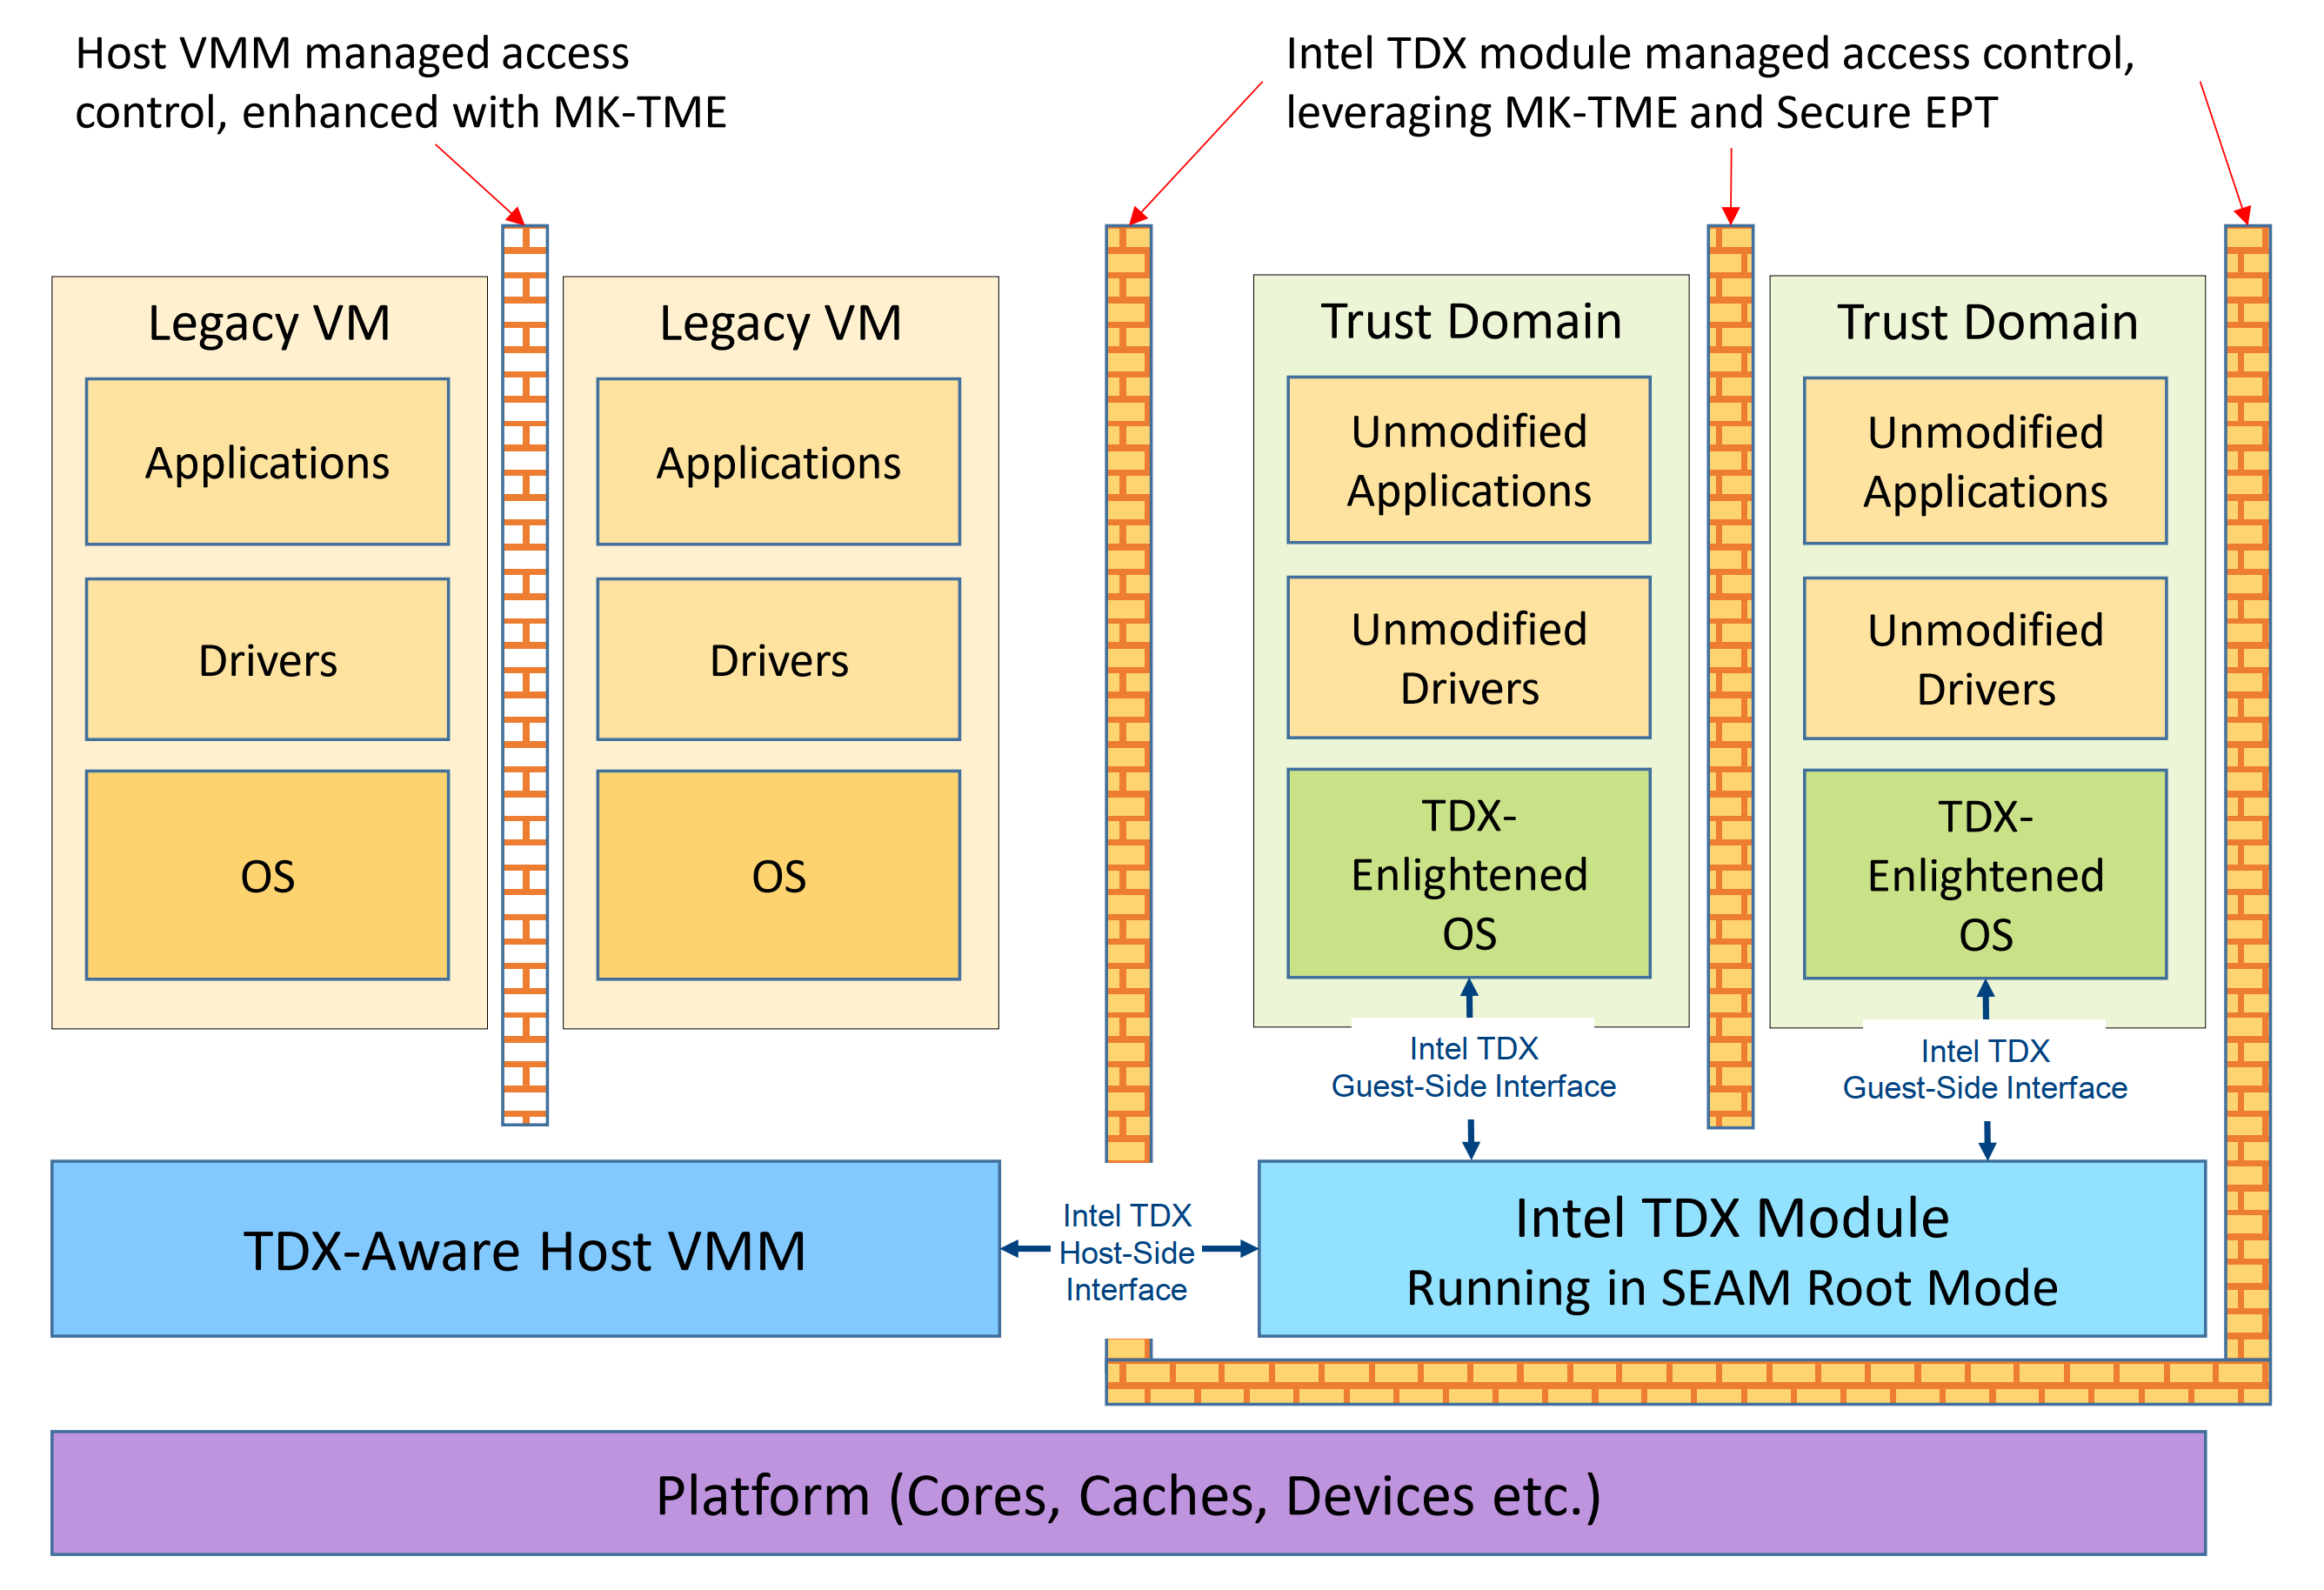 Host VMM managed access
control, enhanced with MK-TME
Intel TDX module managed access control,
leveraging MK-TME and Secure EPT
Legacy VM
Applications
Drivers
OS
Legacy VM
Applications
Drivers
OS
Trust Domain
Unmodified
Applications
Unmodified
Drivers
TDX-
Enlightened
OS
Trust Domain
Unmodified
Applications
Unmodified
Drivers
TDX-
Enlightened
OS
Intel TDX
Guest-Side Interface
Intel TDX
Guest-Side Interface
TDX-Aware Host VMM
Intel TDX
Host-Side
Interface
Intel TDX Module
Running in SEAM Root Mode
Platform (Cores, Caches, Devices etc.)